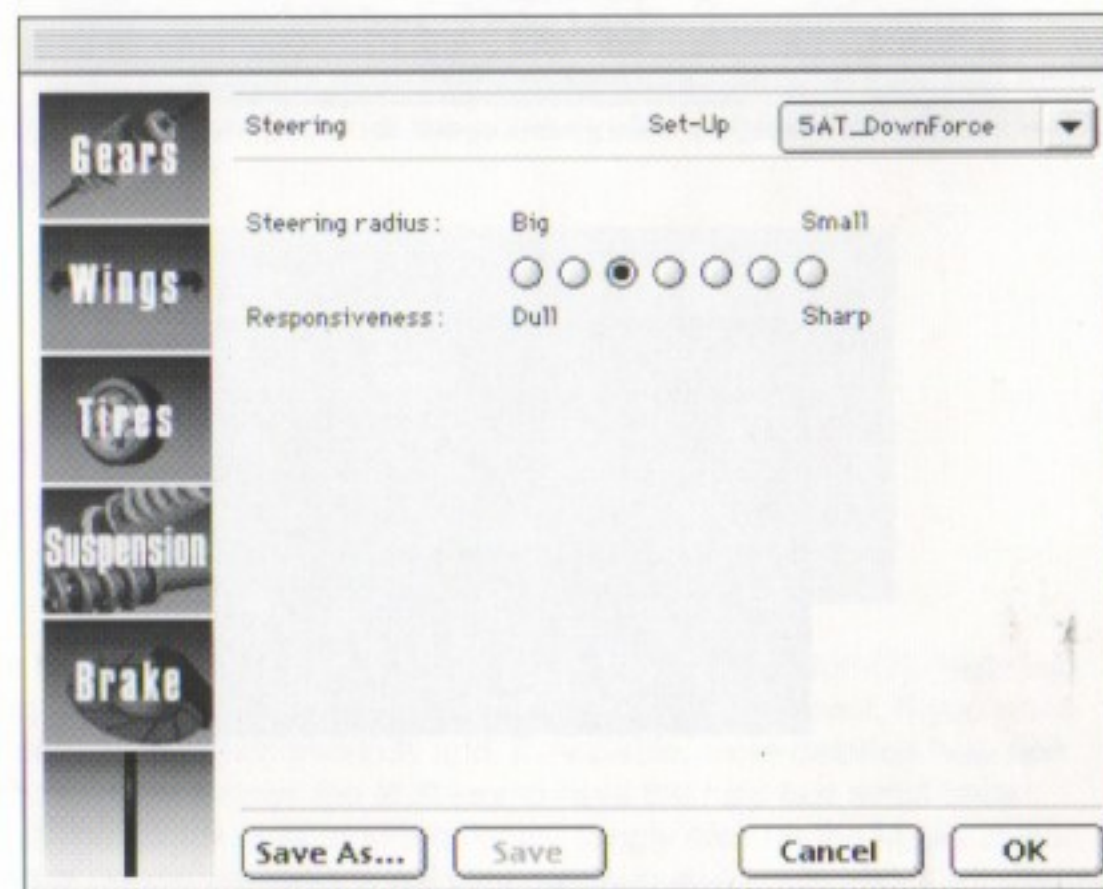 Gears
Wings
Tires
Suspension
Brake
Steering
Set-Up
5AT_DownForce
Steering radius:
Big
Small
Responsiveness:
Dull
Sharp
Save As...
Save
Cancel
OK